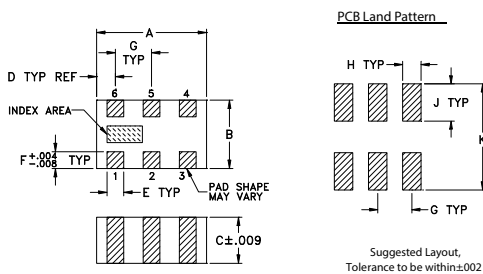 PCB Land Pattern
A
G
TYP
D TYP REF
6 5 4
INDEX AREA
B
F +.004 -.008 TYP
1 2 3
E TYP
PAD SHAPE
MAY VARY
C±.009
H TYP
J TYP
K
G TYP
Suggested Layout,
Tolerance to be within±002